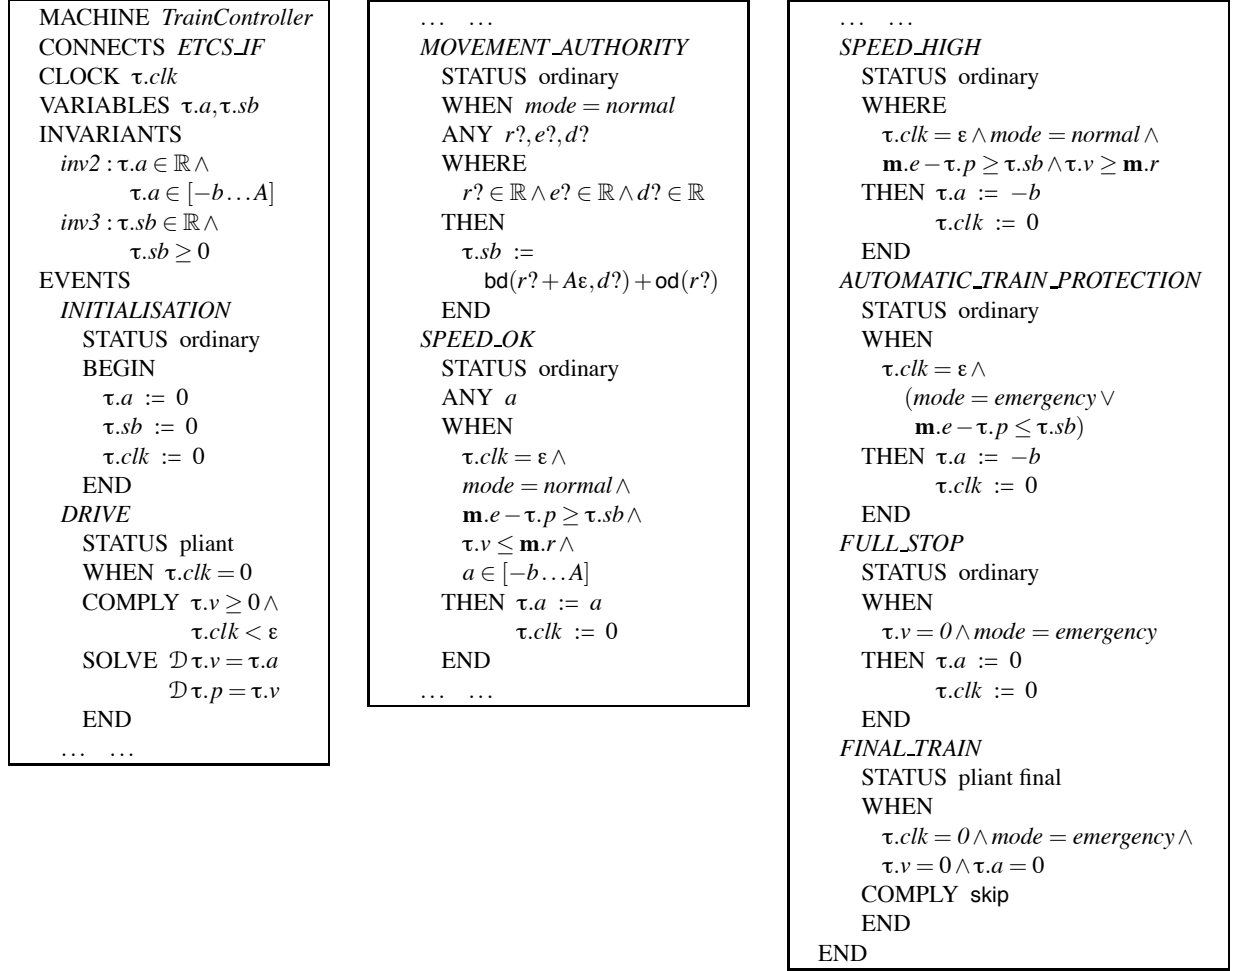 MACHINE TrainController
CONNECTS ETCS_IF
CLOCK τ.clk
VARIABLES τ.a,τ.sb
INVARIANTS
inv2 : τ.a ∈ ℝ ∧
τ.a ∈ [−b…A]
inv3 : τ.sb ∈ ℝ ∧
τ.sb ≥ 0
EVENTS
INITIALISATION
STATUS ordinary
BEGIN
τ.a := 0
τ.sb := 0
τ.clk := 0
END
DRIVE
STATUS pliant
WHEN τ.clk = 0
COMPLY τ.v ≥ 0 ∧
τ.clk < ε
SOLVE 𝒟 τ.v = τ.a
𝒟 τ.p = τ.v
END
… …
… …
MOVEMENT_AUTHORITY
STATUS ordinary
WHEN mode = normal
ANY r?,e?,d?
WHERE
r? ∈ ℝ ∧ e? ∈ ℝ ∧ d? ∈ ℝ
THEN
τ.sb :=
bd(r? + Aε,d?) + od(r?)
END
SPEED_OK
STATUS ordinary
ANY a
WHEN
τ.clk = ε ∧
mode = normal ∧
m.e − τ.p ≥ τ.sb ∧
τ.v ≤ m.r ∧
a ∈ [−b…A]
THEN τ.a := a
τ.clk := 0
END
… …
… …
SPEED_HIGH
STATUS ordinary
WHERE
τ.clk = ε ∧ mode = normal ∧
m.e − τ.p ≥ τ.sb ∧ τ.v ≥ m.r
THEN τ.a := −b
τ.clk := 0
END
AUTOMATIC_TRAIN_PROTECTION
STATUS ordinary
WHEN
τ.clk = ε ∧
(mode = emergency ∨
m.e − τ.p ≤ τ.sb)
THEN τ.a := −b
τ.clk := 0
END
FULL_STOP
STATUS ordinary
WHEN
τ.v = 0 ∧ mode = emergency
THEN τ.a := 0
τ.clk := 0
END
FINAL_TRAIN
STATUS pliant final
WHEN
τ.clk = 0 ∧ mode = emergency ∧
τ.v = 0 ∧ τ.a = 0
COMPLY skip
END
END